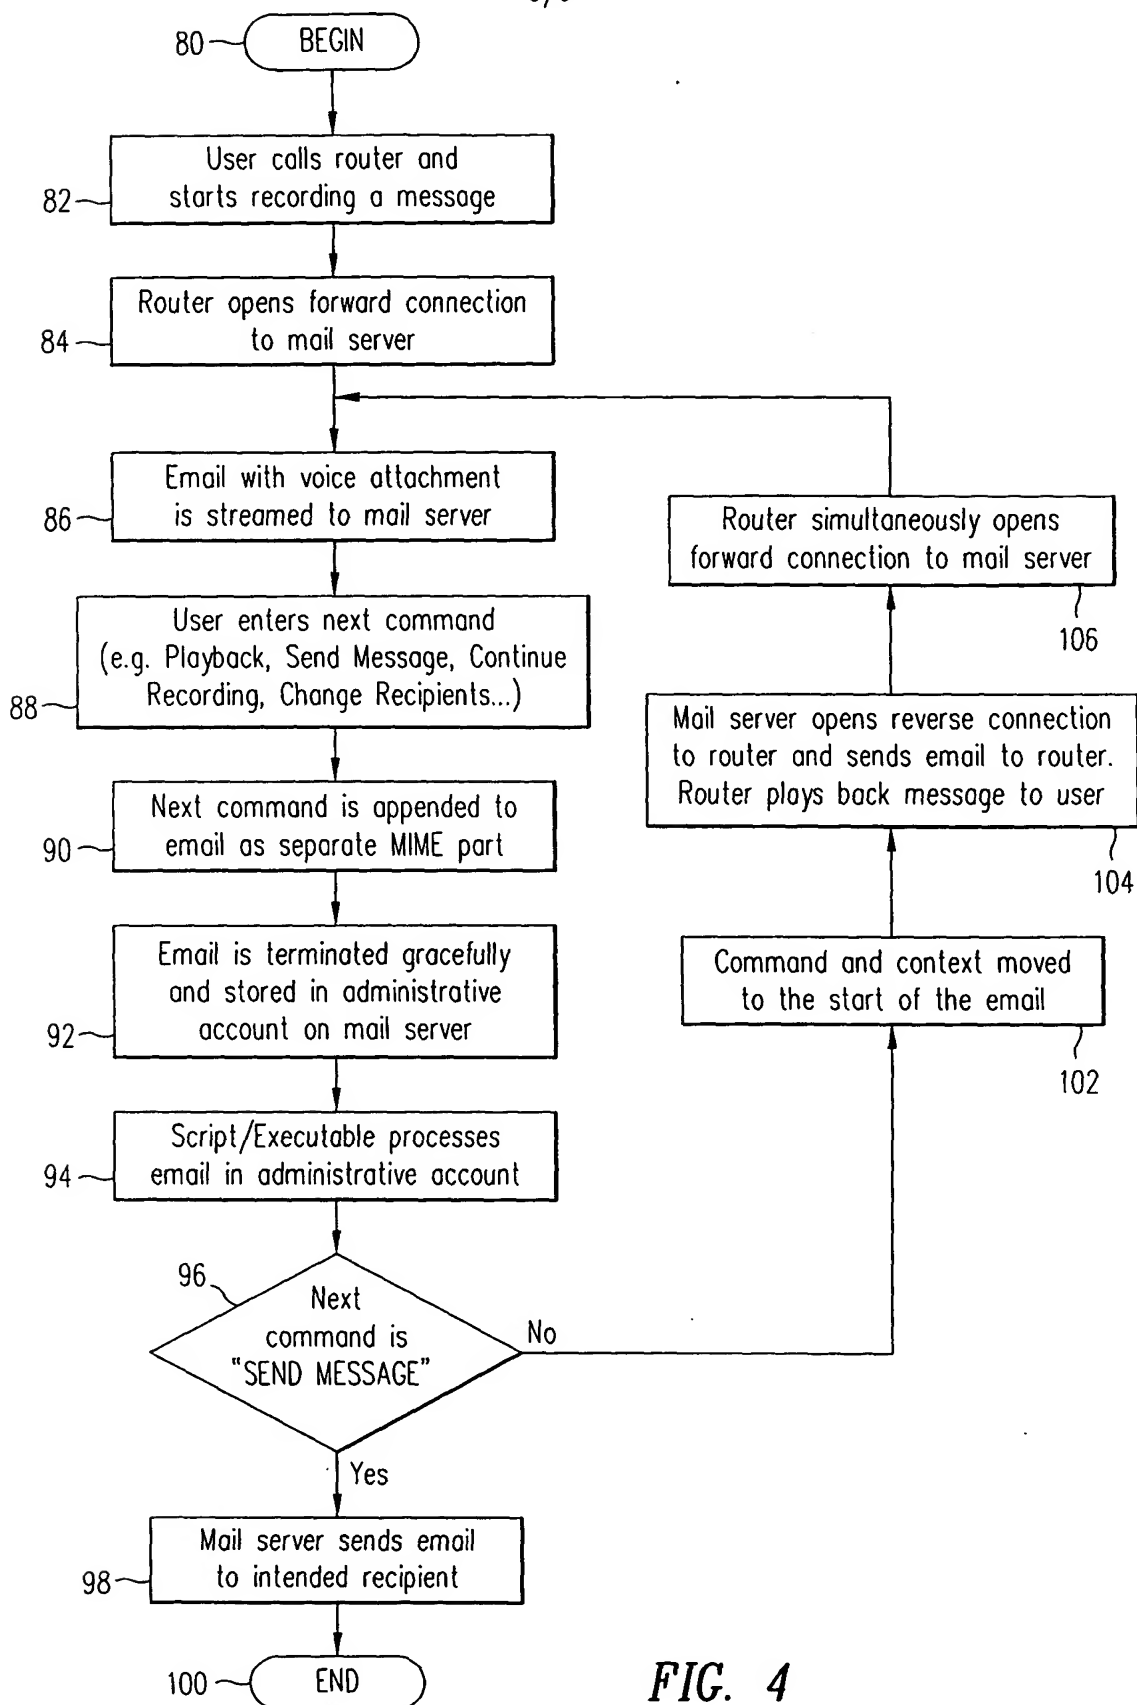 80
BEGIN
User calls router and
starts recording a message
82
Router opens forward connection
to mail server
84
Email with voice attachment
is streamed to mail server
86
User enters next command
(e.g. Playback, Send Message, Continue
Recording, Change Recipients...)
88
Next command is appended to
email as separate MIME part
90
Email is terminated gracefully
and stored in administrative
account on mail server
92
Script/Executable processes
email in administrative account
94
96
Next
command is
"SEND MESSAGE"
No
Yes
Mail server sends email
to intended recipient
98
100
END
Router simultaneously opens
forward connection to mail server
106
Mail server opens reverse connection
to router and sends email to router.
Router plays back message to user
104
Command and context moved
to the start of the email
102
FIG. 4